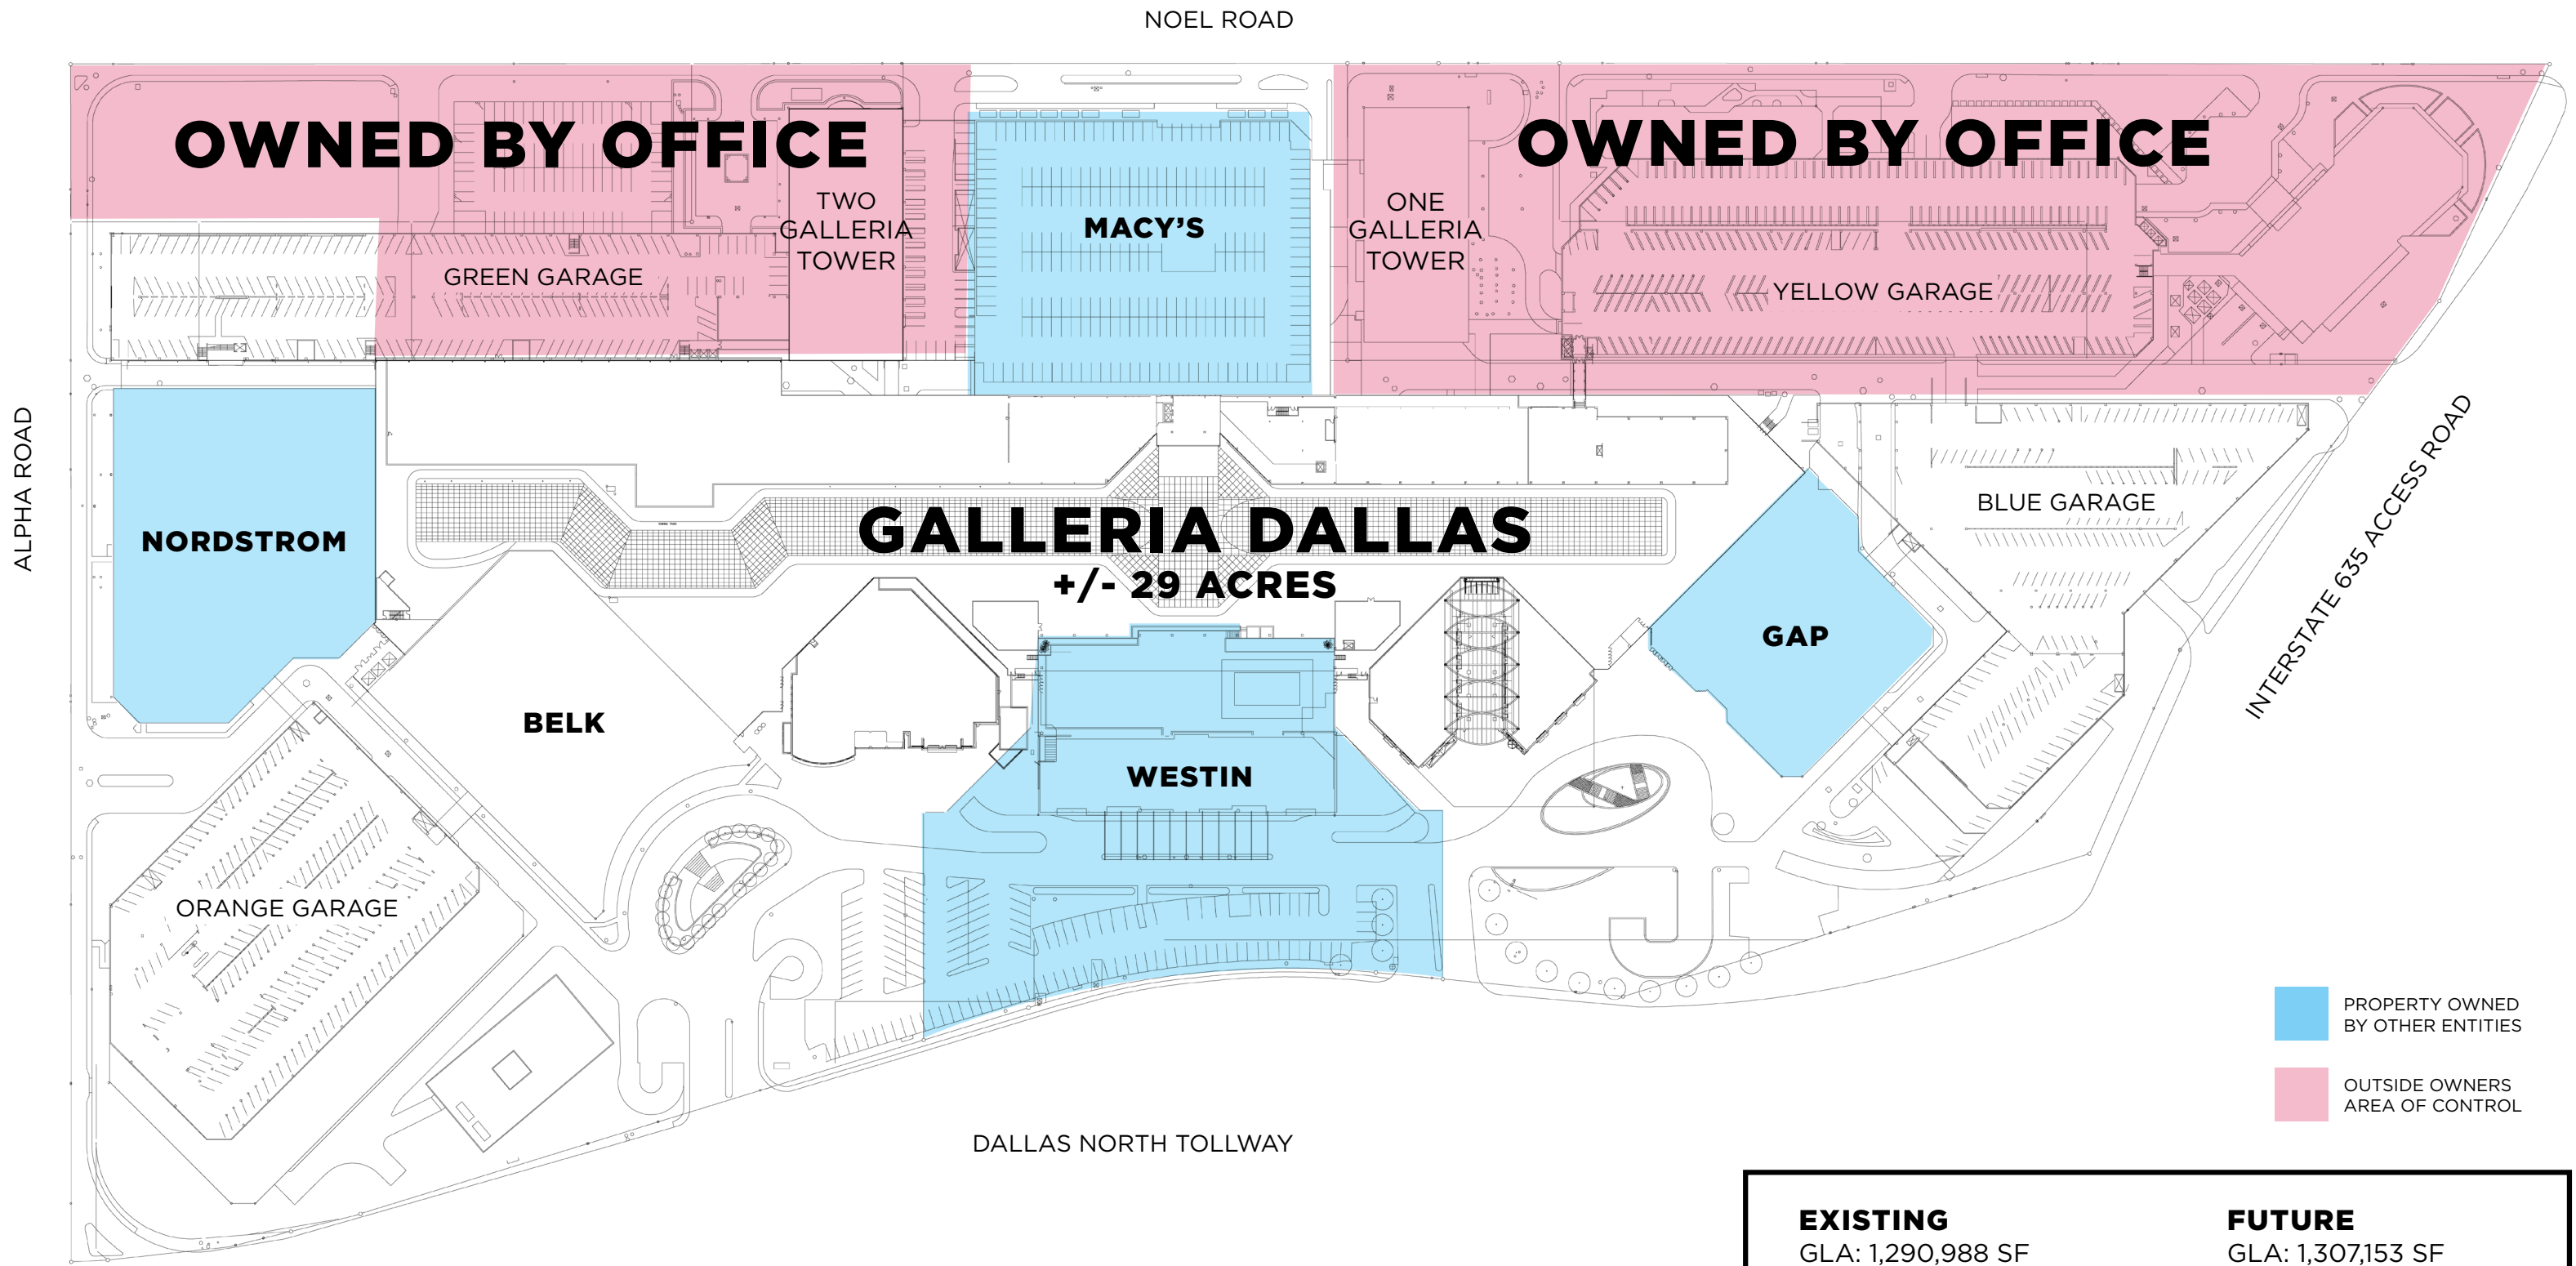 NOEL ROAD
OWNED BY OFFICE
OWNED BY OFFICE
TWO
GALLERIA
TOWER
MACY’S
ONE
GALLERIA
TOWER
GREEN GARAGE
YELLOW GARAGE
ALPHA ROAD
NORDSTROM
GALLERIA DALLAS
+/- 29 ACRES
BLUE GARAGE
INTERSTATE 635 ACCESS ROAD
GAP
BELK
WESTIN
ORANGE GARAGE
PROPERTY OWNED
BY OTHER ENTITIES
OUTSIDE OWNERS
AREA OF CONTROL
DALLAS NORTH TOLLWAY
EXISTING
GLA: 1,290,988 SF
FUTURE
GLA: 1,307,153 SF